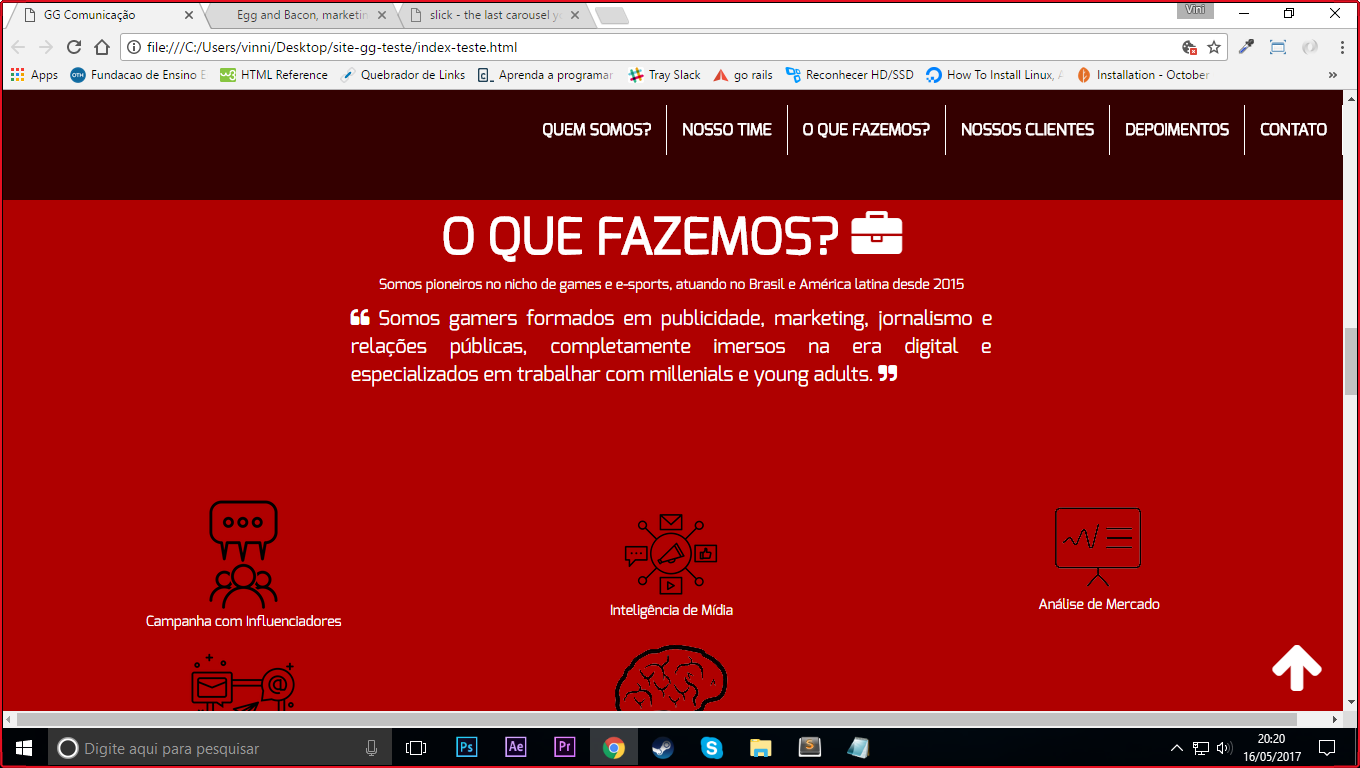 GG Comunicação
Egg and Bacon, marketin
slick - the last carousel y
Vini
file:///C:/Users/vinni/Desktop/site-gg-teste/index-teste.html
Apps
Fundacao de Ensino E
HTML Reference
Quebrador de Links
Aprenda a programar
Tray Slack
go rails
Reconhecer HD/SSD
How To Install Linux, A
Installation - October
»
QUEM SOMOS?
NOSSO TIME
O QUE FAZEMOS?
NOSSOS CLIENTES
DEPOIMENTOS
CONTATO
O QUE FAZEMOS?
Somos pioneiros no nicho de games e e-sports, atuando no Brasil e América latina desde 2015
❝ Somos gamers formados em publicidade, marketing, jornalismo e
relações públicas, completamente imersos na era digital e
especializados em trabalhar com millenials e young adults. ❞
Campanha com Influenciadores
Inteligência de Mídia
Análise de Mercado
Digite aqui para pesquisar
Ps
Ae
Pr
20:20
16/05/2017